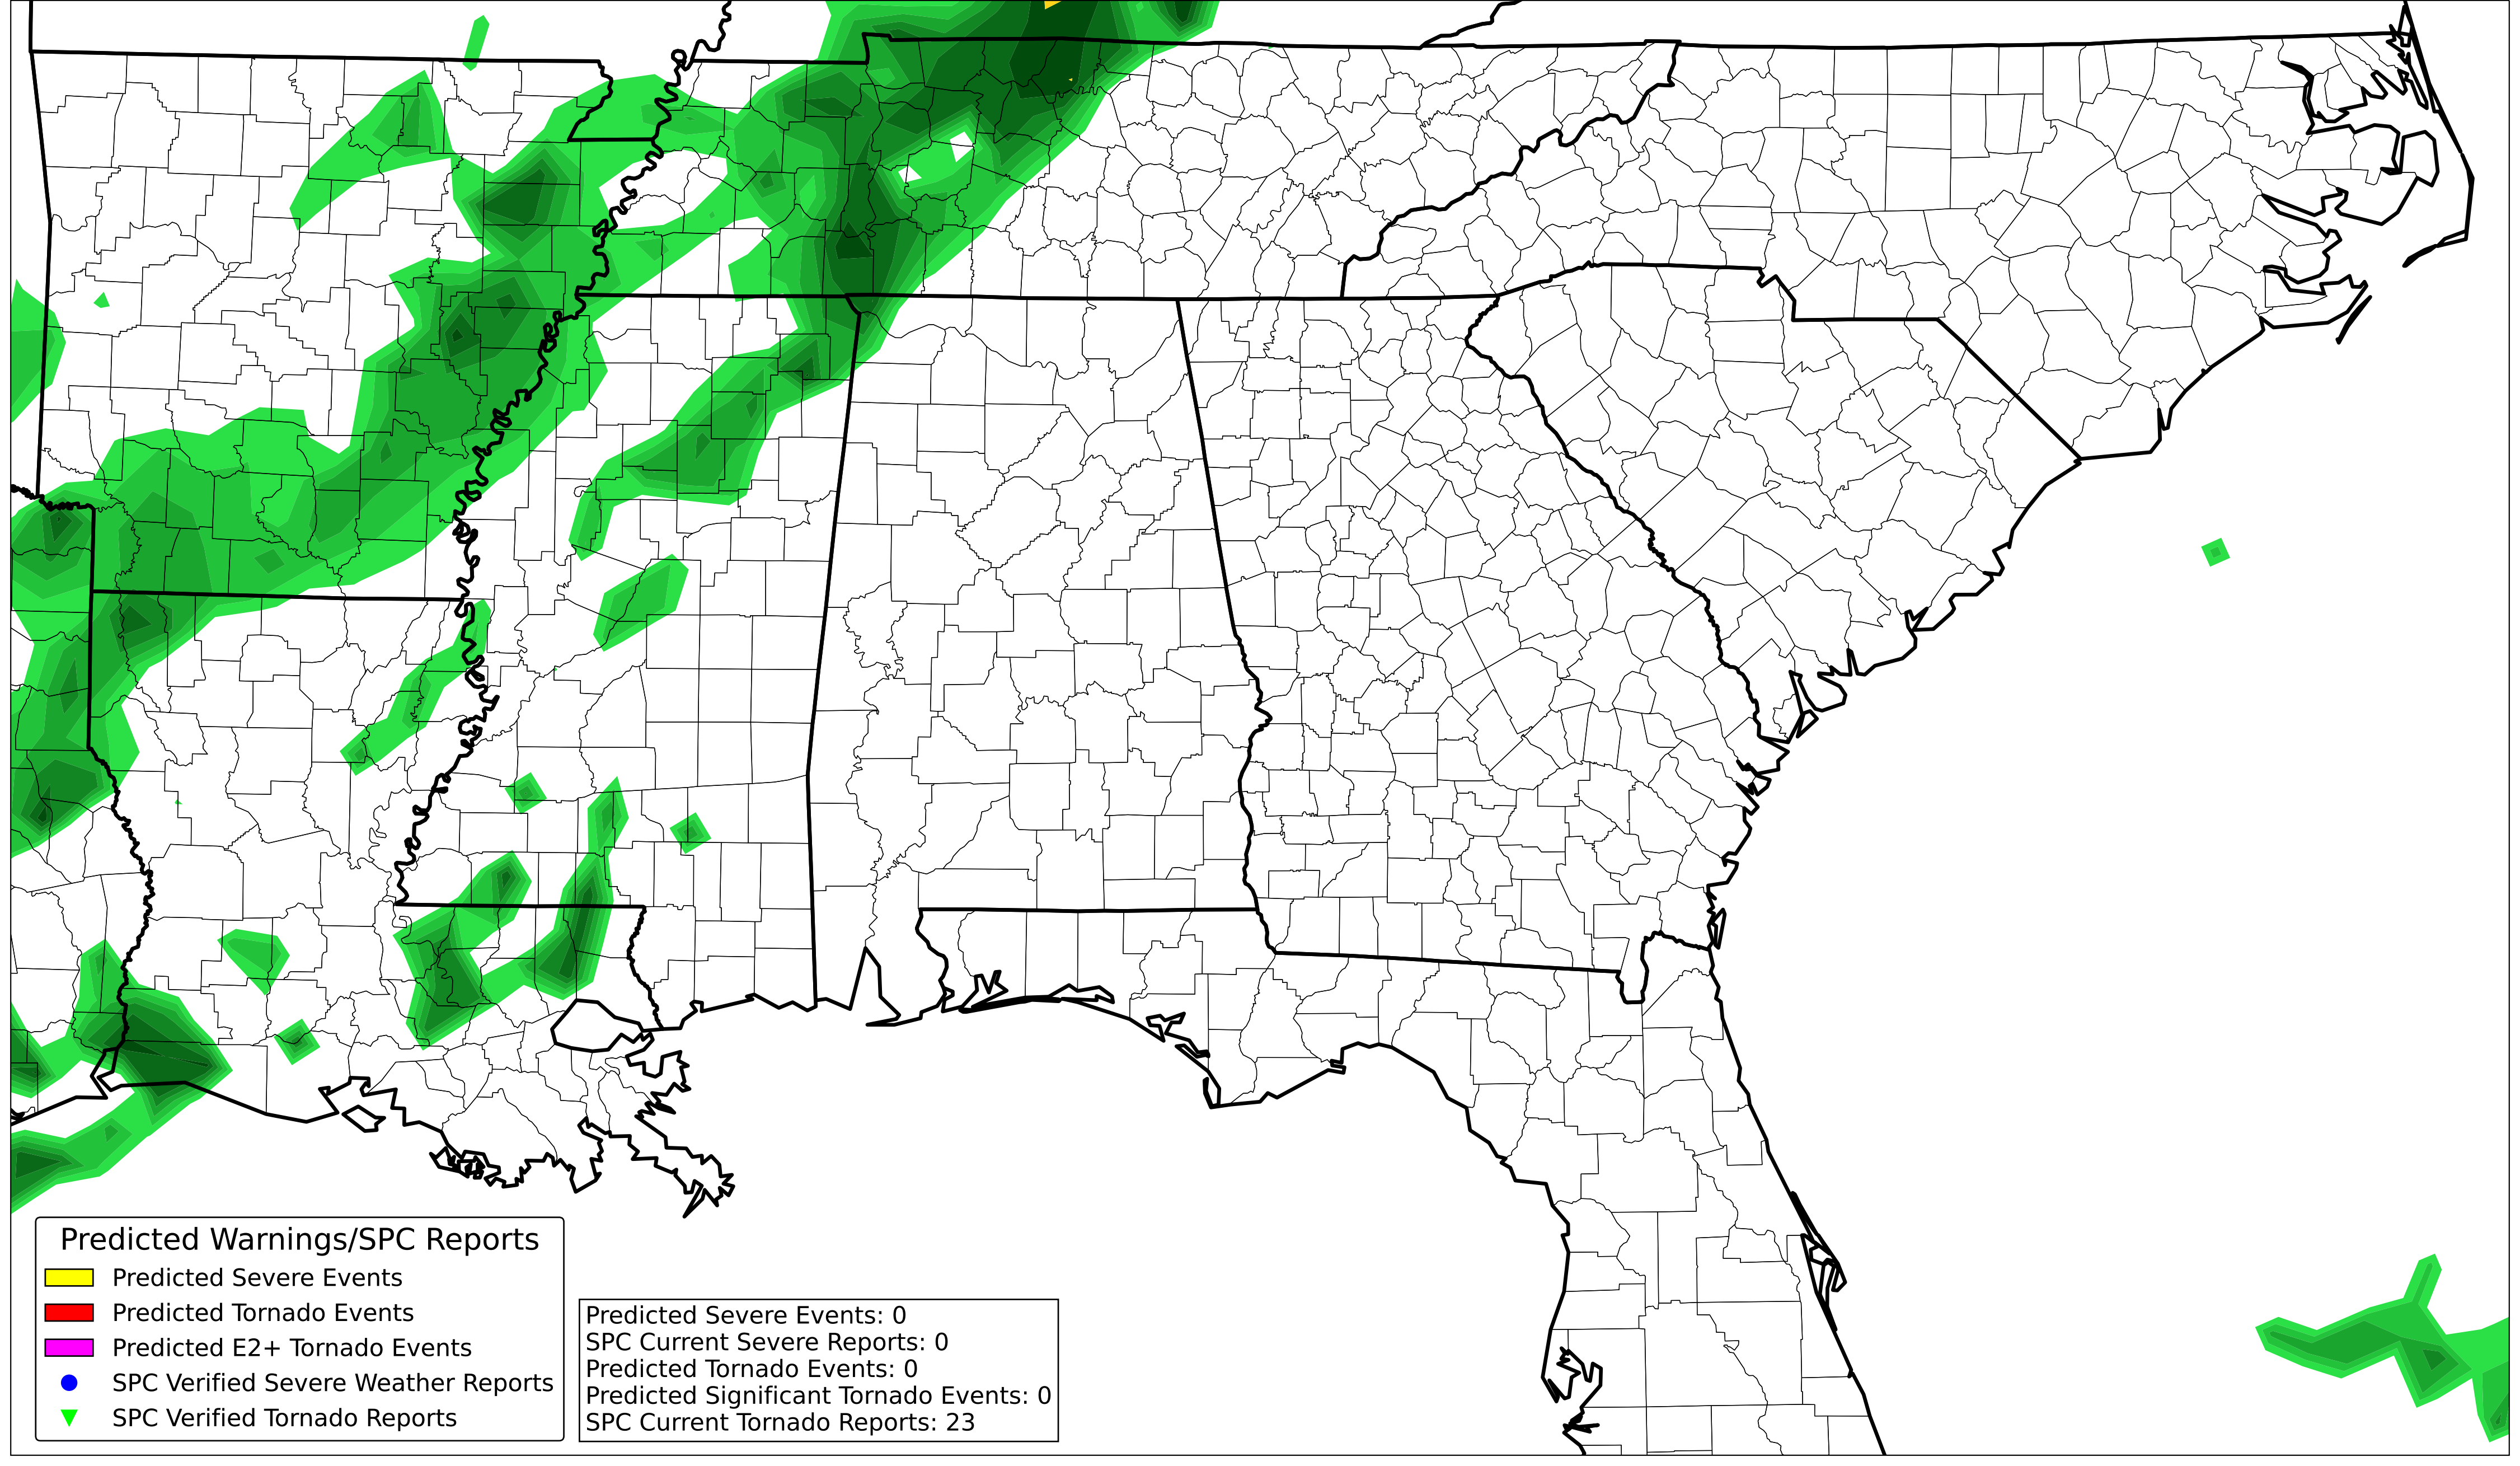 Predicted Warnings/SPC Reports
Predicted Severe Events
Predicted Tornado Events
Predicted E2+ Tornado Events
SPC Verified Severe Weather Reports
SPC Verified Tornado Reports
Predicted Severe Events: 0
SPC Current Severe Reports: 0
Predicted Tornado Events: 0
Predicted Significant Tornado Events: 0
SPC Current Tornado Reports: 23